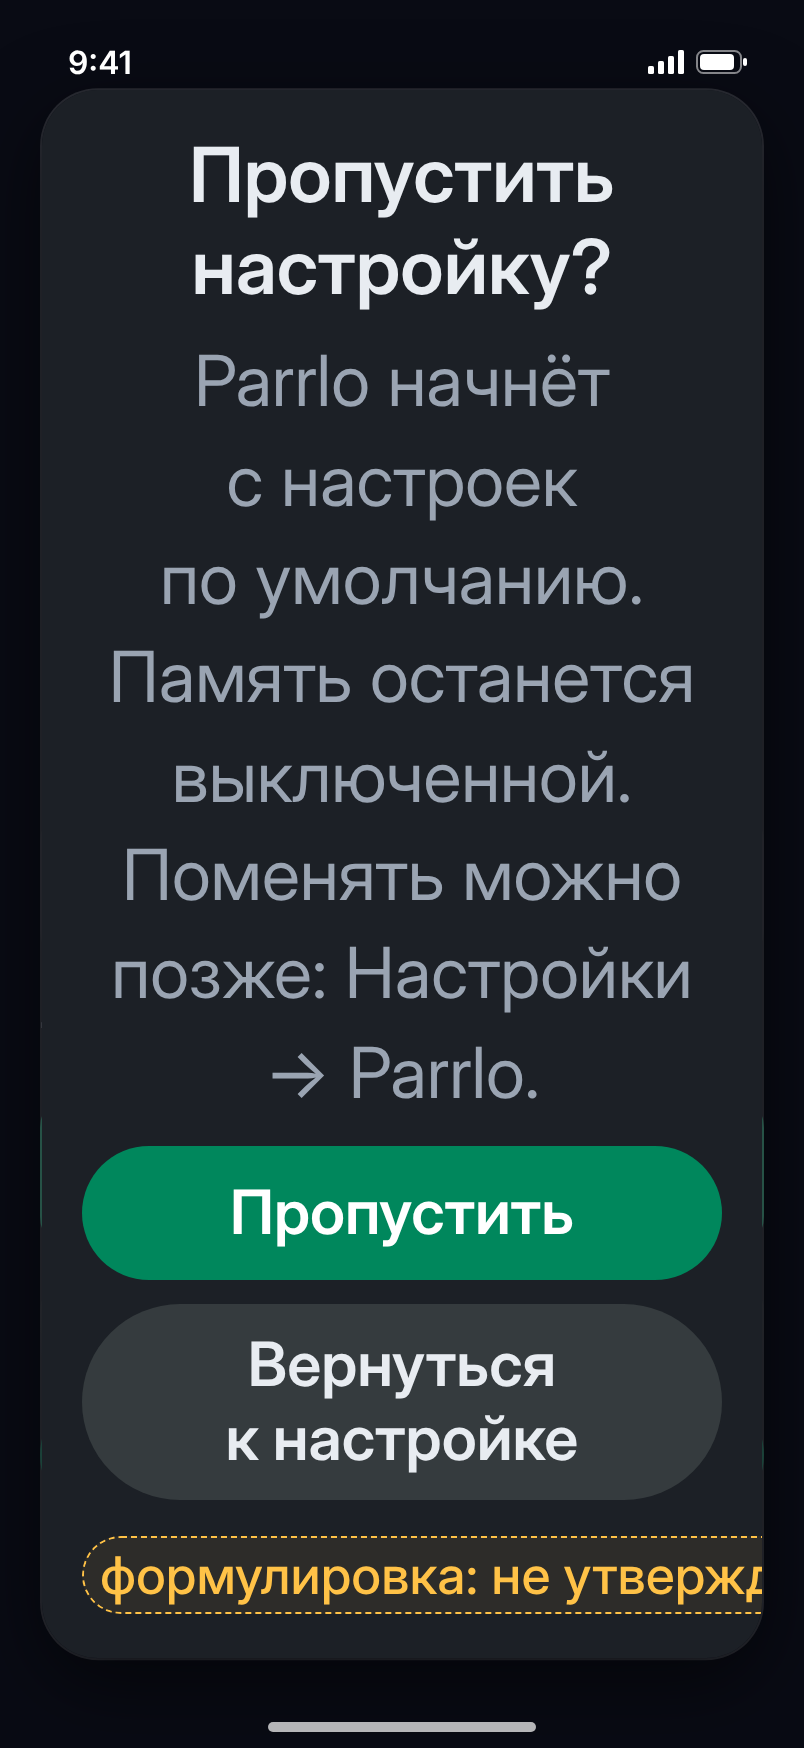 9:41
Пропустить
настройку?
Parrlo начнёт
с настроек
по умолчанию.
Память останется
выключенной.
Поменять можно
позже: Настройки
→ Parrlo.
Пропустить
Вернуться
к настройке
формулировка: не